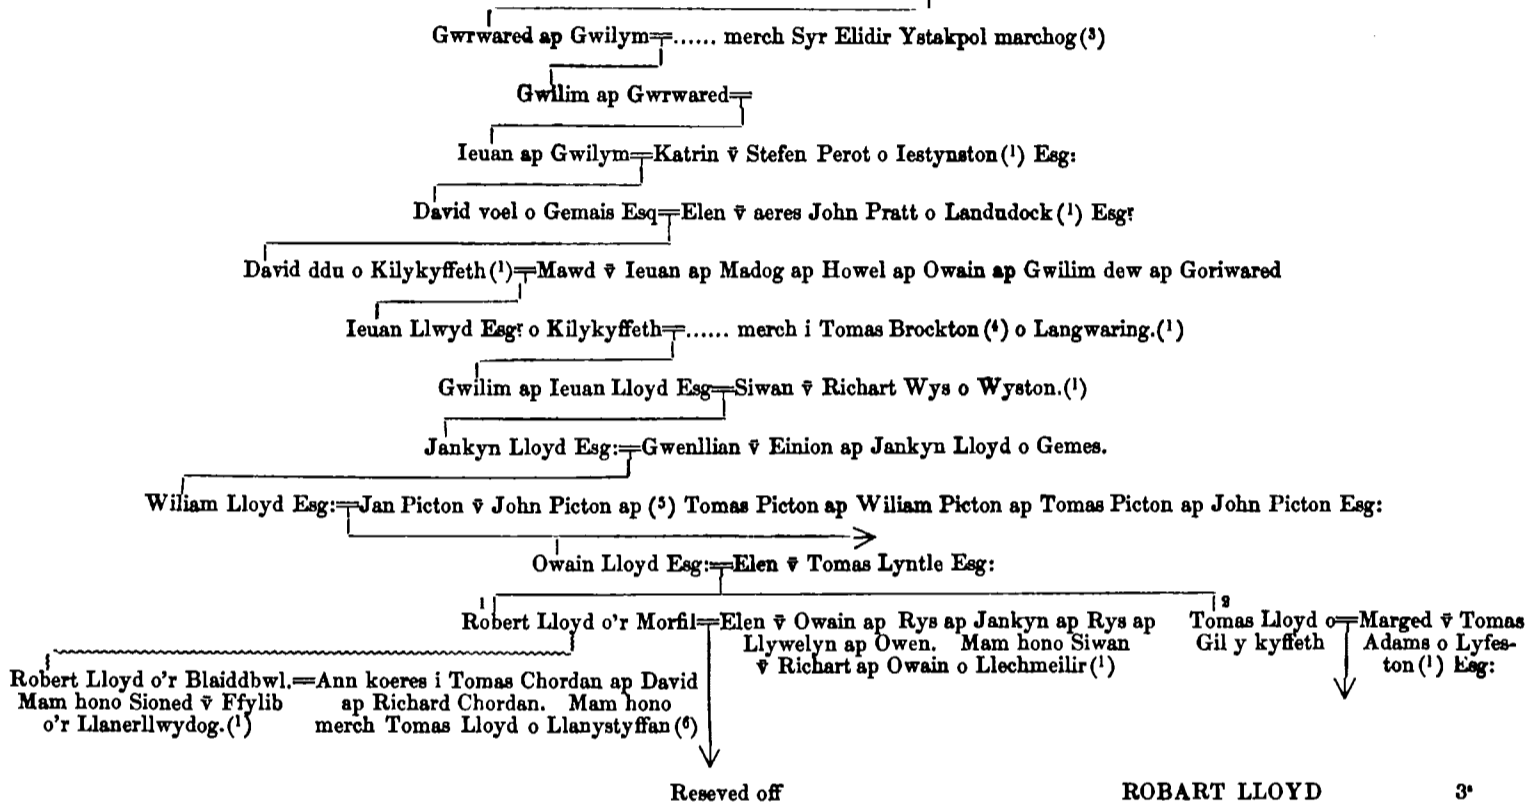 Gwrwared ap Gwilym=...... merch Syr Elidir Ystakpol marchog(³)
Gwilim ap Gwrwared=
Ieuan ap Gwilym=Katrin ṽ Stefen Perot o Iestynston(¹) Esg:
David voel o Gemais Esq=Elen ṽ aeres John Pratt o Landudock(¹) Esgr
David ddu o Kilykyffeth(¹)=Mawd ṽ Ieuan ap Madog ap Howel ap Owain ap Gwilim dew ap Goriwared
Ieuan Llwyd Esgr o Kilykyffeth=...... merch i Tomas Brockton(⁴) o Langwaring.(¹)
Gwilim ap Ieuan Lloyd Esg=Siwan ṽ Richart Wys o Wyston.(¹)
Jankyn Lloyd Esg:=Gwenllian ṽ Einion ap Jankyn Lloyd o Gemes.
Wiliam Lloyd Esg:=Jan Picton ṽ John Picton ap (⁵) Tomas Picton ap Wiliam Picton ap Tomas Picton ap John Picton Esg:
Owain Lloyd Esg:=Elen ṽ Tomas Lyntle Esg:
1
Robert Lloyd o'r Morfil=Elen ṽ Owain ap Rys ap Jankyn ap Rys ap
Llywelyn ap Owen. Mam hono Siwan
ṽ Richart ap Owain o Llechmeilir(¹)
2
Tomas Lloyd o=Marged ṽ Tomas
Gil y kyffeth Adams o Lyfes-
ton(¹) Esg:
Robert Lloyd o'r Blaiddbwl.=Ann koeres i Tomas Chordan ap David
Mam hono Sioned ṽ Ffylib ap Richard Chordan. Mam hono
o'r Llanerllwydog.(¹) merch Tomas Lloyd o Llanystyffan(⁶)
Reseved off ROBART LLOYD 3ˢ